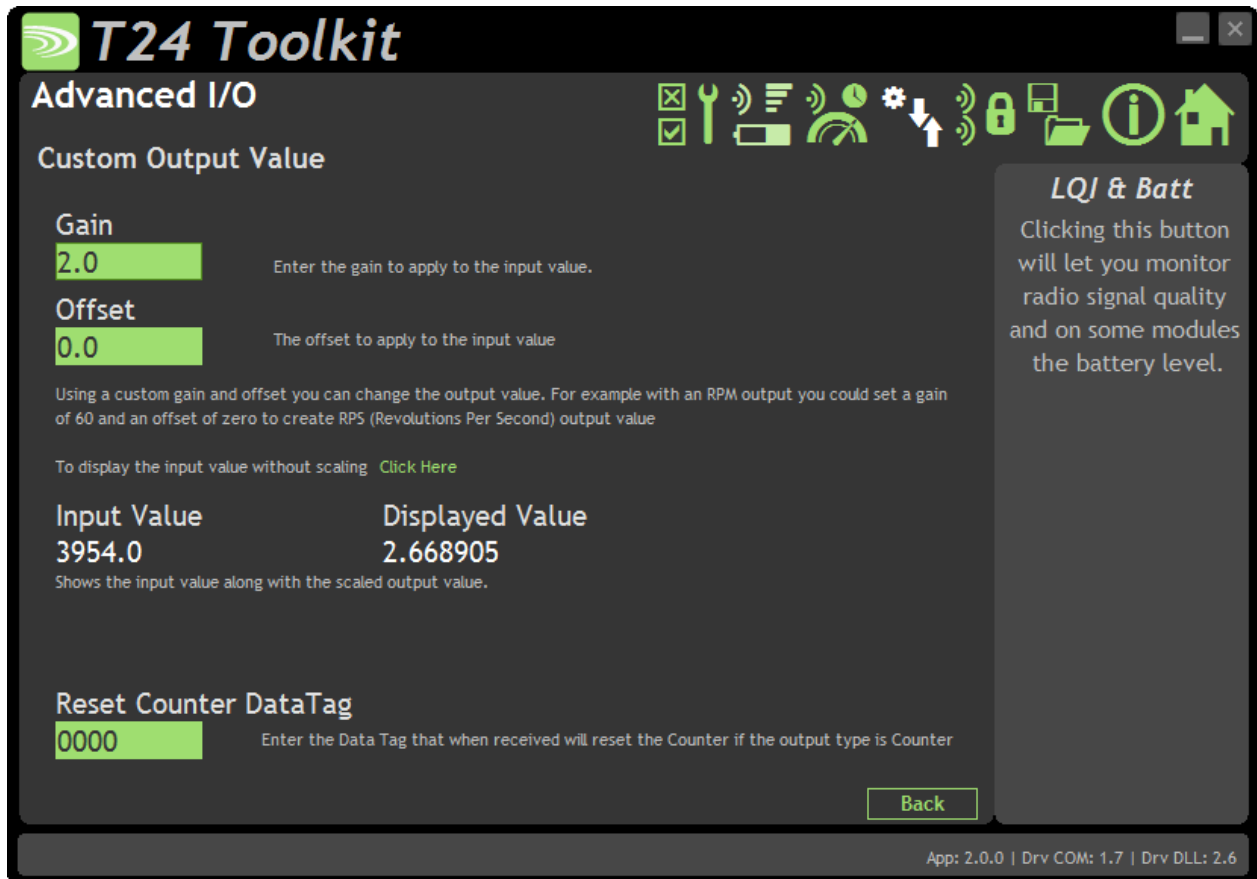 T24 Toolkit
Advanced I/O
Custom Output Value
Gain
2.0
Enter the gain to apply to the input value.
Offset
0.0
The offset to apply to the input value
Using a custom gain and offset you can change the output value. For example with an RPM output you could set a gain
of 60 and an offset of zero to create RPS (Revolutions Per Second) output value
To display the input value without scaling Click Here
Input Value
Displayed Value
3954.0
2.668905
Shows the input value along with the scaled output value.
Reset Counter DataTag
0000
Enter the Data Tag that when received will reset the Counter if the output type is Counter
Back
LQI & Batt
Clicking this button
will let you monitor
radio signal quality
and on some modules
the battery level.
App: 2.0.0 | Drv COM: 1.7 | Drv DLL: 2.6